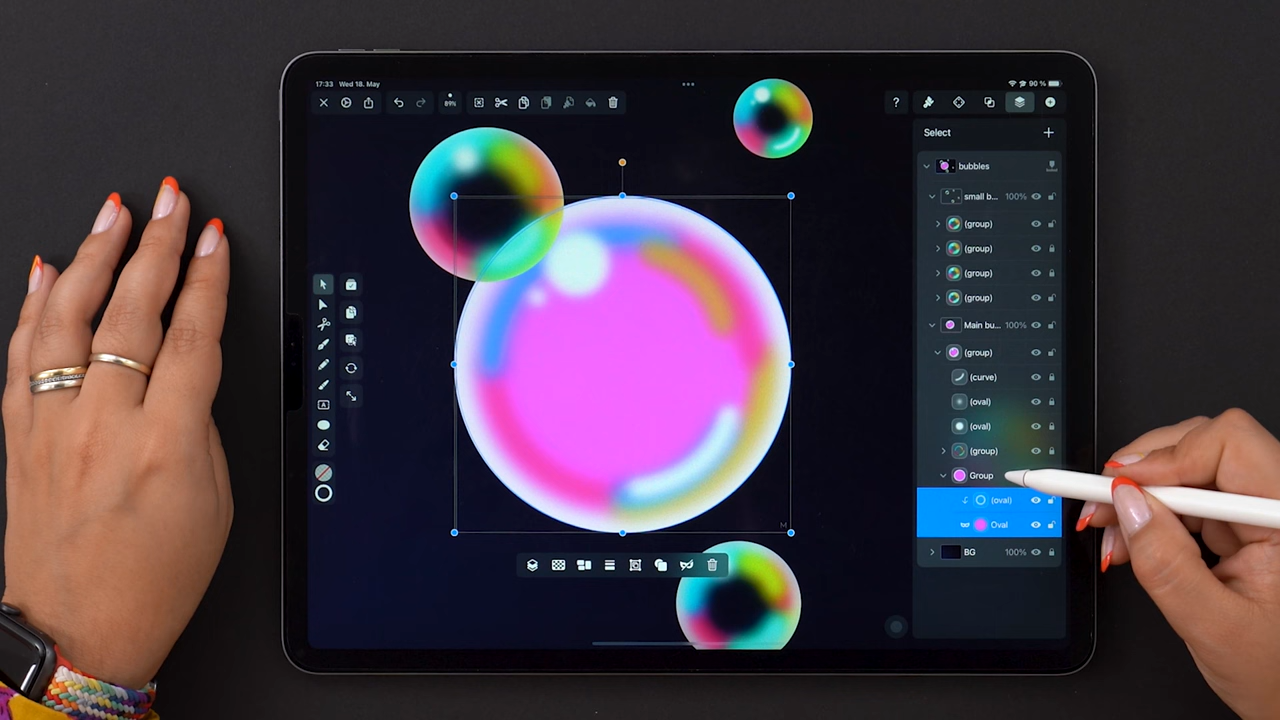 17:33 Wed 18. May
90 %
89%
?
Select
bubbles
small b... 100%
(group)
(group)
(group)
(group)
Main bu... 100%
(group)
(curve)
(oval)
(oval)
(group)
Group
(oval)
Oval
BG 100%
A
M